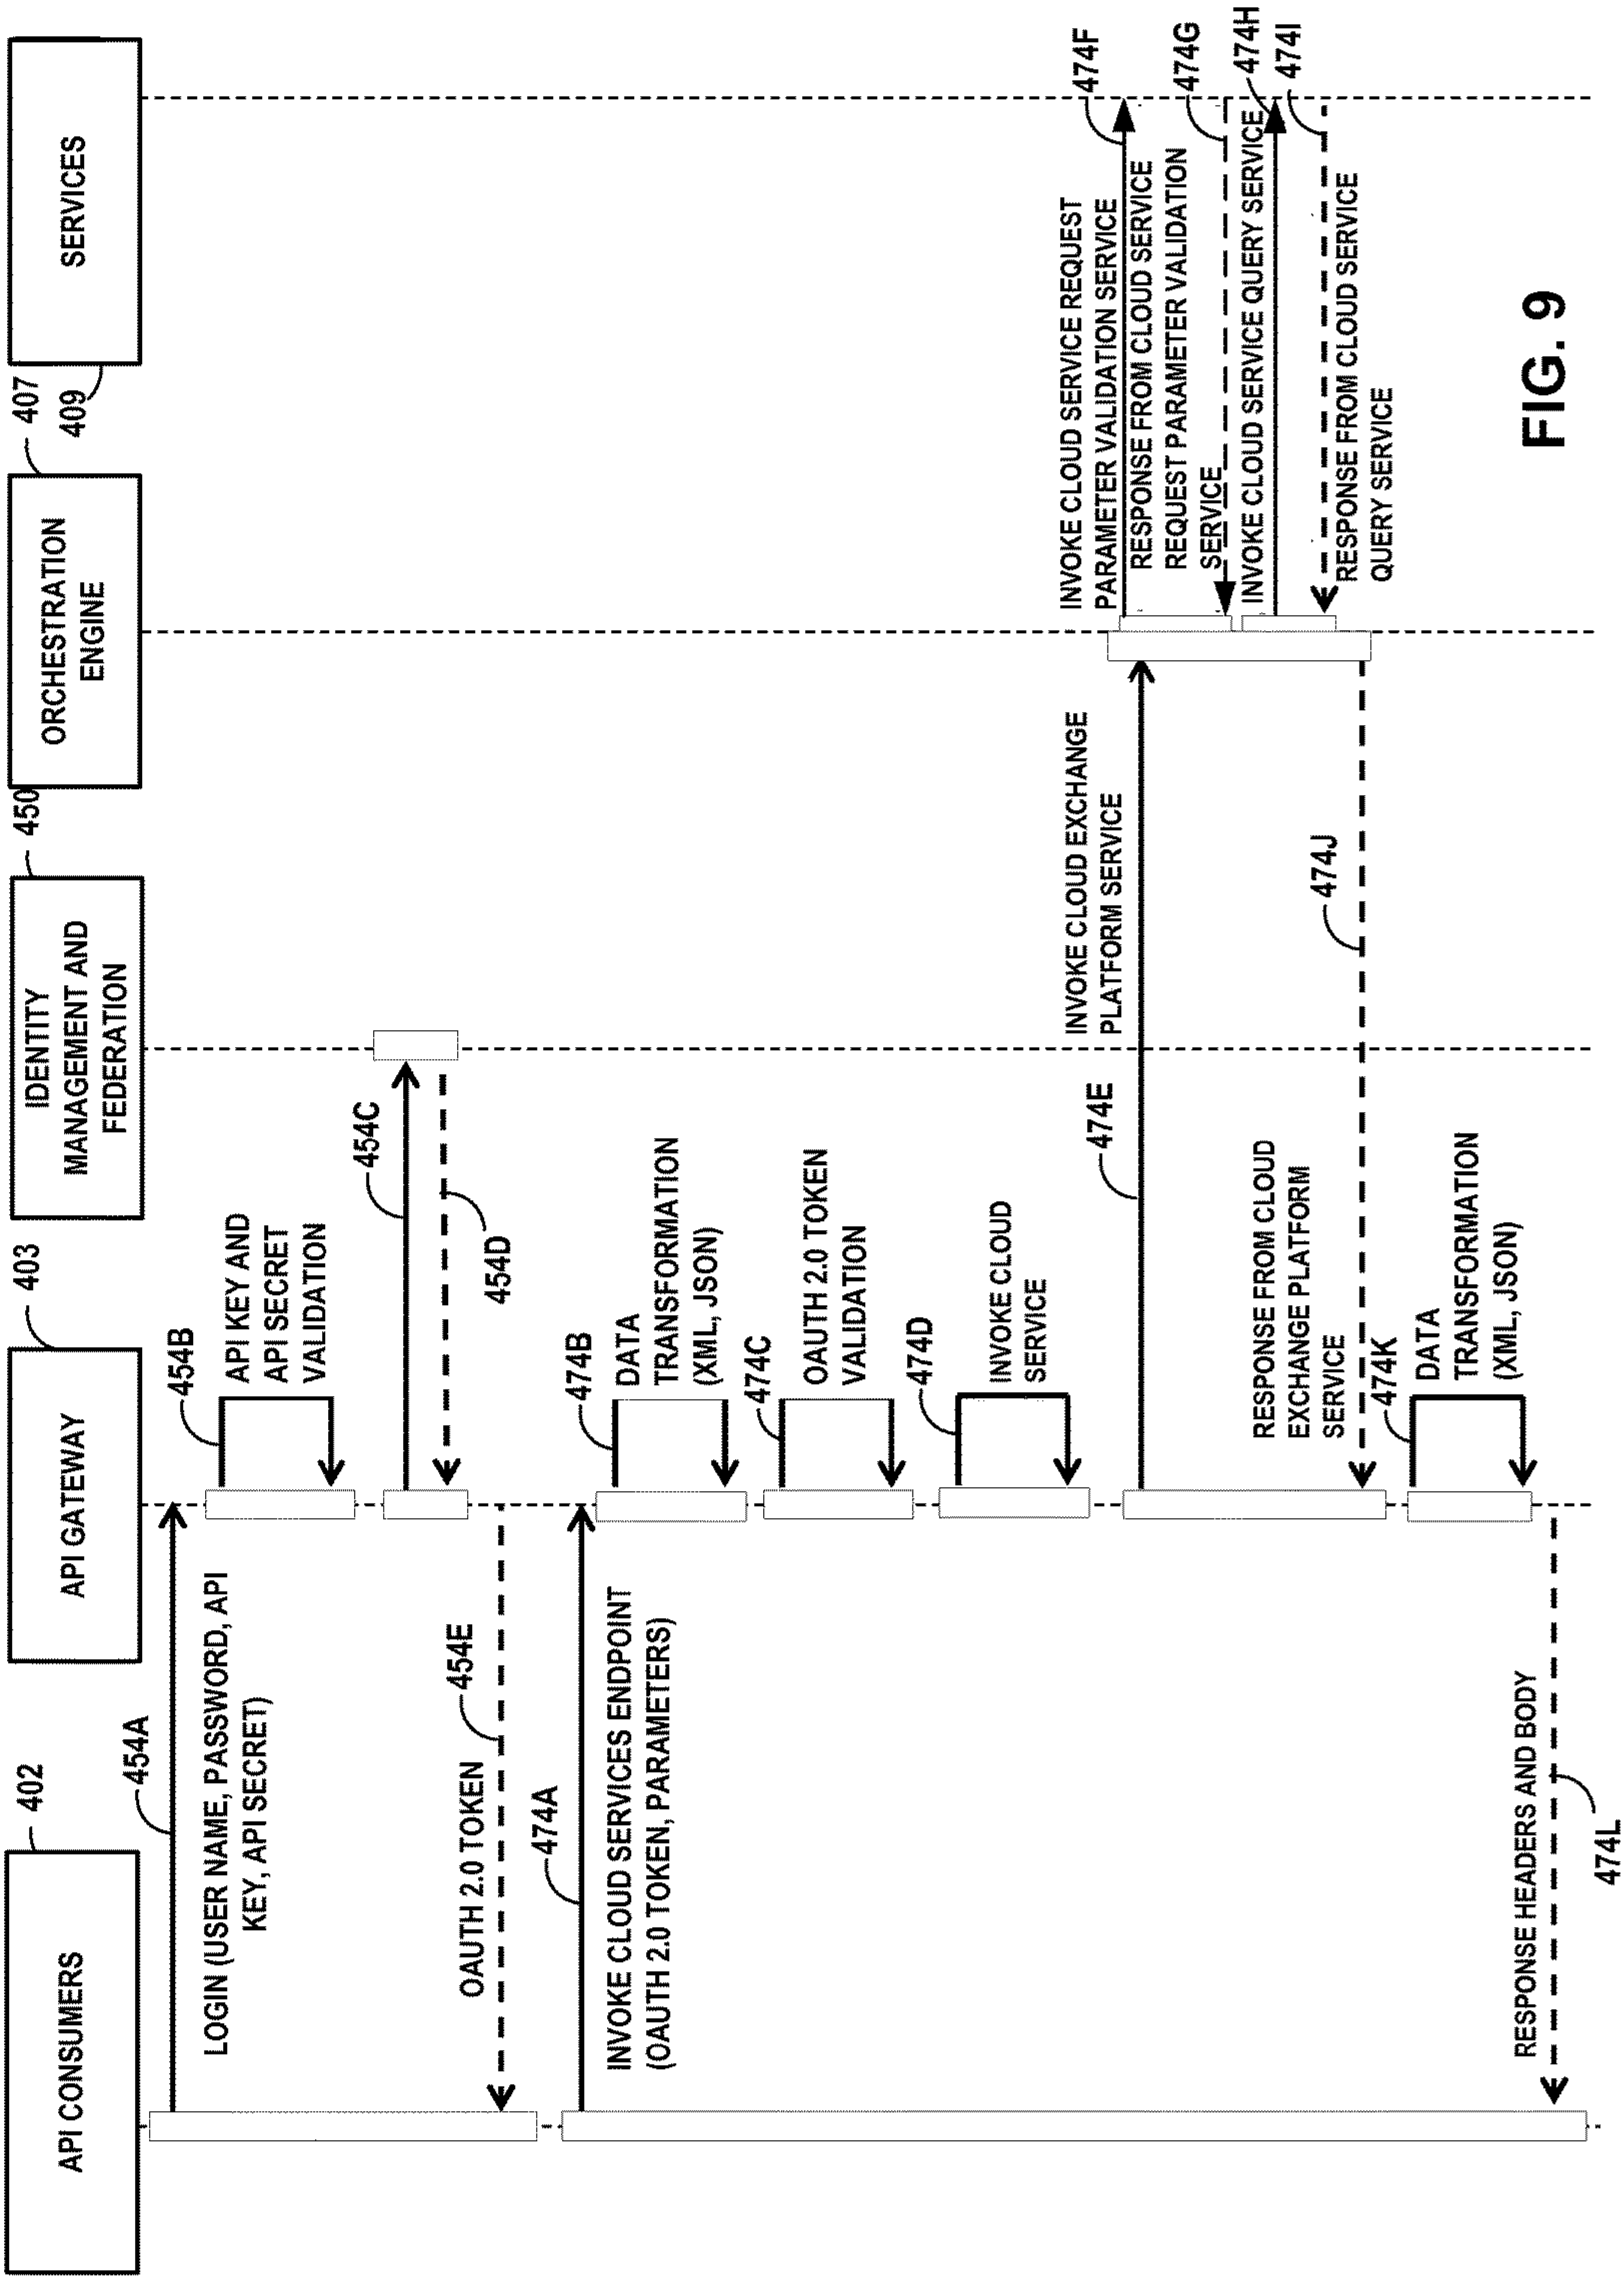 API CONSUMERS
402
API GATEWAY
403
IDENTITY
MANAGEMENT AND
FEDERATION
450
ORCHESTRATION
ENGINE
407
SERVICES
409
454A
LOGIN (USER NAME, PASSWORD, API
KEY, API SECRET)
454B
API KEY AND
API SECRET
VALIDATION
454C
454D
454E
OAUTH 2.0 TOKEN
474A
INVOKE CLOUD SERVICES ENDPOINT
(OAUTH 2.0 TOKEN, PARAMETERS)
474B
DATA
TRANSFORMATION
(XML, JSON)
474C
OAUTH 2.0 TOKEN
VALIDATION
474D
INVOKE CLOUD
SERVICE
474E
INVOKE CLOUD EXCHANGE
PLATFORM SERVICE
474F
INVOKE CLOUD SERVICE REQUEST
PARAMETER VALIDATION SERVICE
474G
RESPONSE FROM CLOUD SERVICE
REQUEST PARAMETER VALIDATION
SERVICE
474H
INVOKE CLOUD SERVICE QUERY SERVICE
474I
RESPONSE FROM CLOUD SERVICE
QUERY SERVICE
474J
RESPONSE FROM CLOUD
EXCHANGE PLATFORM
SERVICE
474K
DATA
TRANSFORMATION
(XML, JSON)
RESPONSE HEADERS AND BODY
474L
FIG. 9